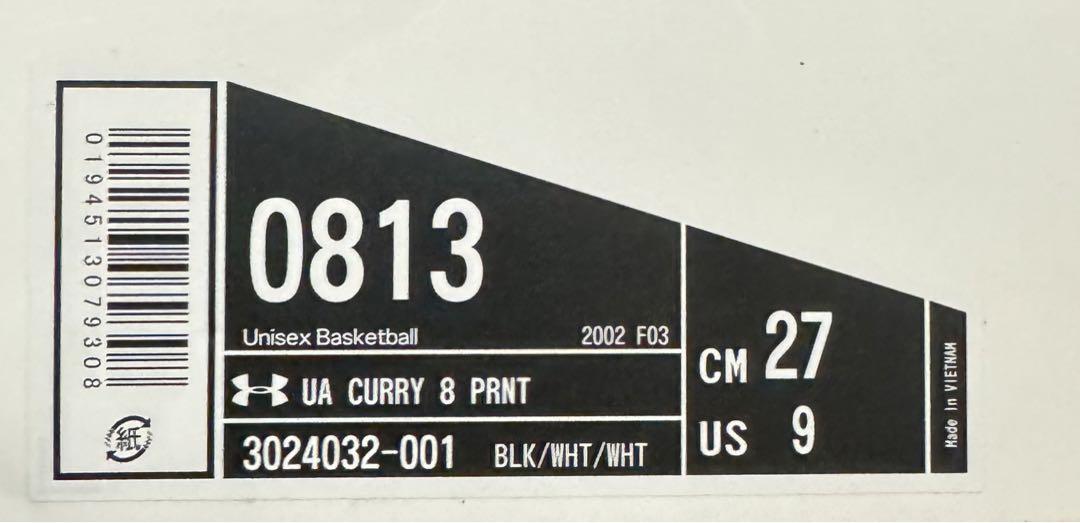 0194513079308
紙
0813
Unisex Basketball 2002 F03
UA CURRY 8 PRNT
3024032-001 BLK/WHT/WHT
CM 27
US 9
Made in VIETNAM